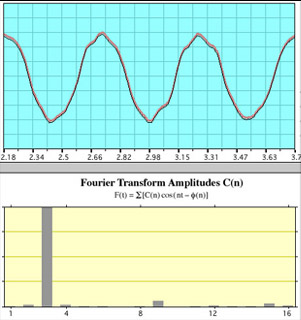 2.18 2.34 2.5 2.66 2.82 2.98 3.15 3.31 3.47 3.63 3.7
Fourier Transform Amplitudes C(n)
F(t) = Σ[C(n)cos(nt – ϕ(n)]
1 4 8 12 16